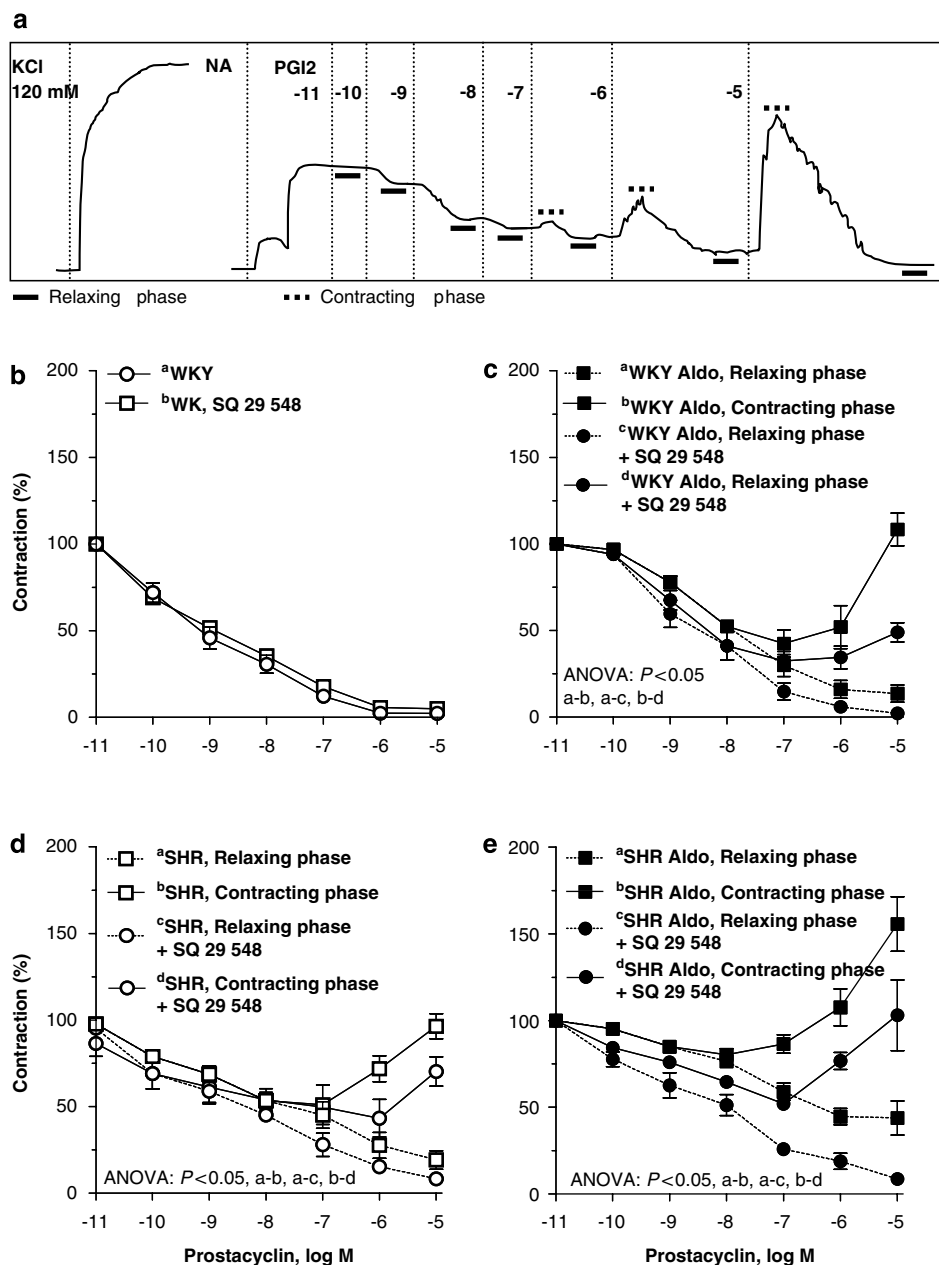 a
KCl NA PGI2
120 mM -11 -10 -9 -8 -7 -6 -5
Relaxing phase Contracting phase
b
200
150
100
50
0
Contraction (%)
aWKY
bWK, SQ 29 548
-11 -10 -9 -8 -7 -6 -5
c
200
150
100
50
0
aWKY Aldo, Relaxing phase
bWKY Aldo, Contracting phase
cWKY Aldo, Relaxing phase
+ SQ 29 548
dWKY Aldo, Relaxing phase
+ SQ 29 548
ANOVA: P<0.05
a-b, a-c, b-d
-11 -10 -9 -8 -7 -6 -5
d
200
150
100
50
0
Contraction (%)
aSHR, Relaxing phase
bSHR, Contracting phase
cSHR, Relaxing phase
+ SQ 29 548
dSHR, Contracting phase
+ SQ 29 548
ANOVA: P<0.05, a-b, a-c, b-d
-11 -10 -9 -8 -7 -6 -5
Prostacyclin, log M
e
200
150
100
50
0
aSHR Aldo, Relaxing phase
bSHR Aldo, Contracting phase
cSHR Aldo, Relaxing phase
+ SQ 29 548
dSHR Aldo, Contracting phase
+ SQ 29 548
ANOVA: P<0.05, a-b, a-c, b-d
-11 -10 -9 -8 -7 -6 -5
Prostacyclin, log M